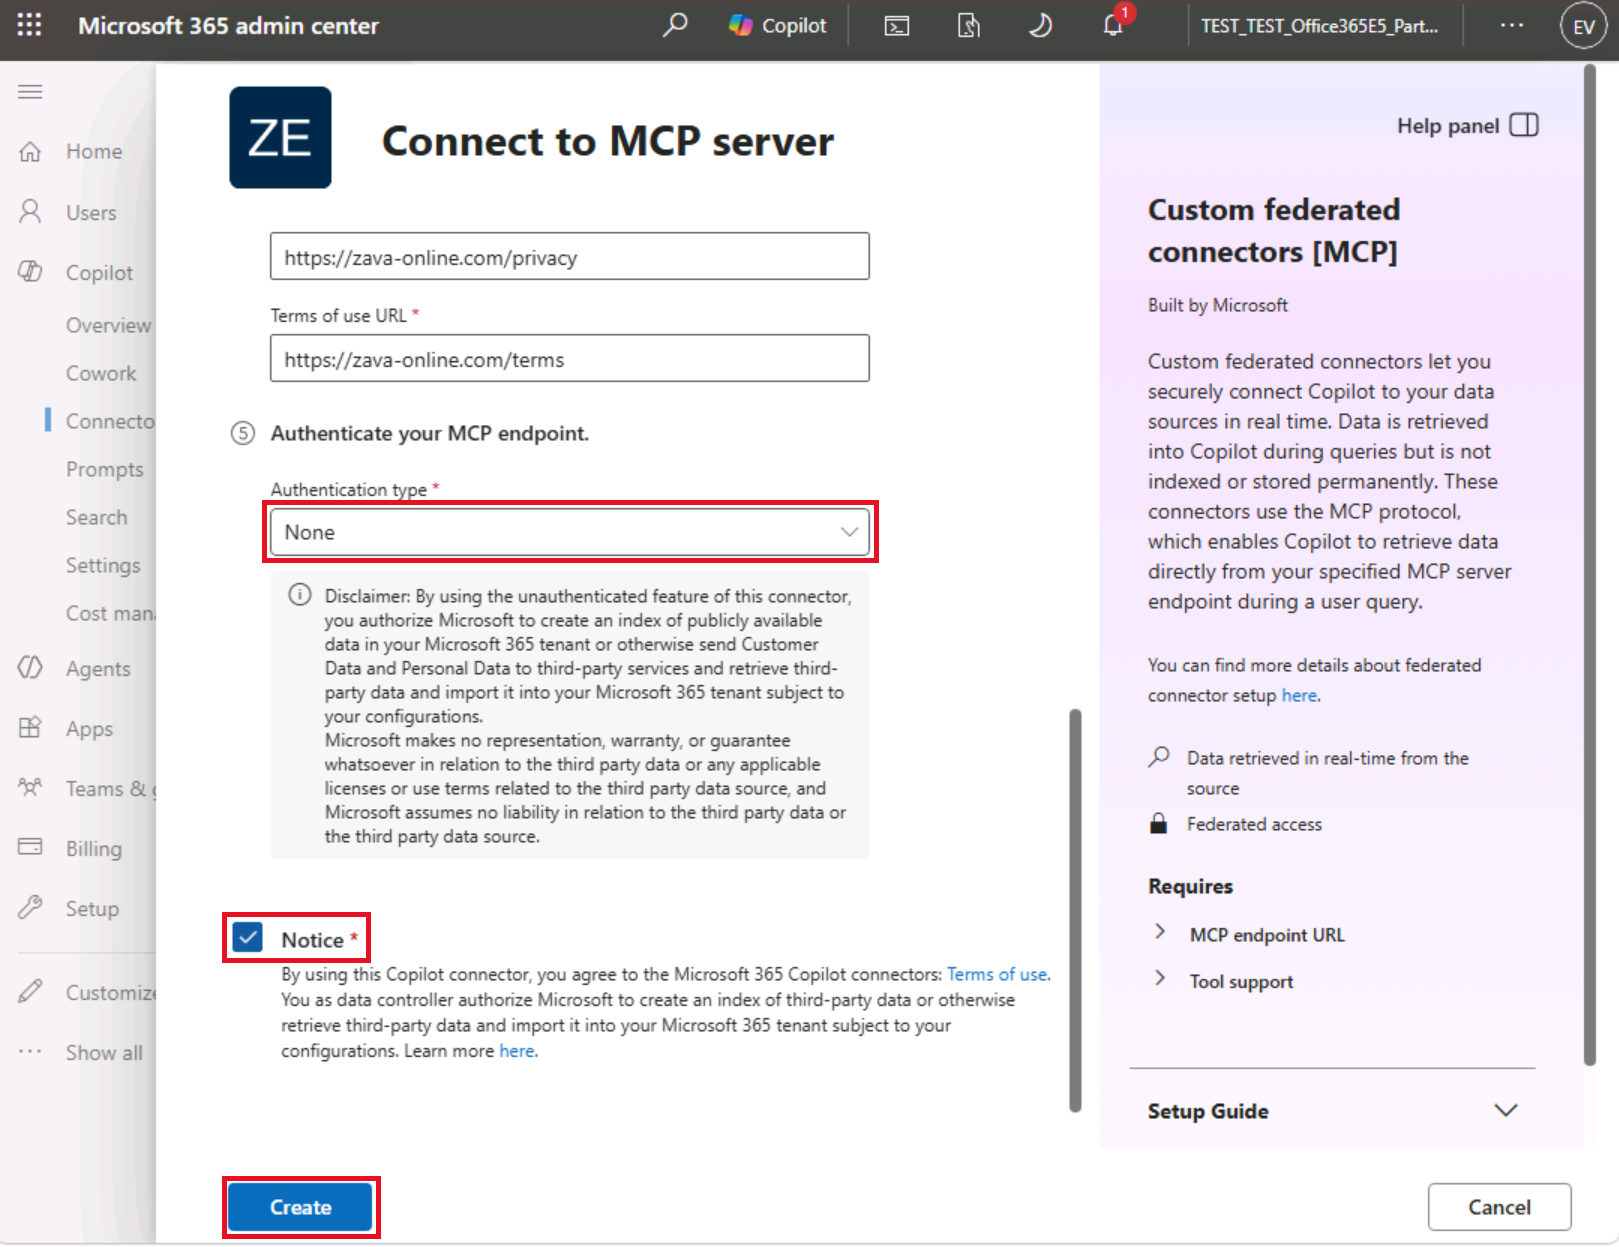 Microsoft 365 admin center
Copilot
1
TEST_TEST_Office365E5_Part...
EV
Home
Users
Copilot
Overview
Cowork
Connecto
Prompts
Search
Settings
Cost mana
Agents
Apps
Teams & g
Billing
Setup
Customize
Show all
ZE
Connect to MCP server
https://zava-online.com/privacy
Terms of use URL *
https://zava-online.com/terms
5 Authenticate your MCP endpoint.
Authentication type *
None
Disclaimer: By using the unauthenticated feature of this connector,
you authorize Microsoft to create an index of publicly available
data in your Microsoft 365 tenant or otherwise send Customer
Data and Personal Data to third-party services and retrieve third-
party data and import it into your Microsoft 365 tenant subject to
your configurations.
Microsoft makes no representation, warranty, or guarantee
whatsoever in relation to the third party data or any applicable
licenses or use terms related to the third party data source, and
Microsoft assumes no liability in relation to the third party data or
the third party data source.
Notice *
By using this Copilot connector, you agree to the Microsoft 365 Copilot connectors: Terms of use.
You as data controller authorize Microsoft to create an index of third-party data or otherwise
retrieve third-party data and import it into your Microsoft 365 tenant subject to your
configurations. Learn more here.
Create
Help panel
Custom federated
connectors [MCP]
Built by Microsoft
Custom federated connectors let you
securely connect Copilot to your data
sources in real time. Data is retrieved
into Copilot during queries but is not
indexed or stored permanently. These
connectors use the MCP protocol,
which enables Copilot to retrieve data
directly from your specified MCP server
endpoint during a user query.
You can find more details about federated
connector setup here.
Data retrieved in real-time from the
source
Federated access
Requires
MCP endpoint URL
Tool support
Setup Guide
Cancel